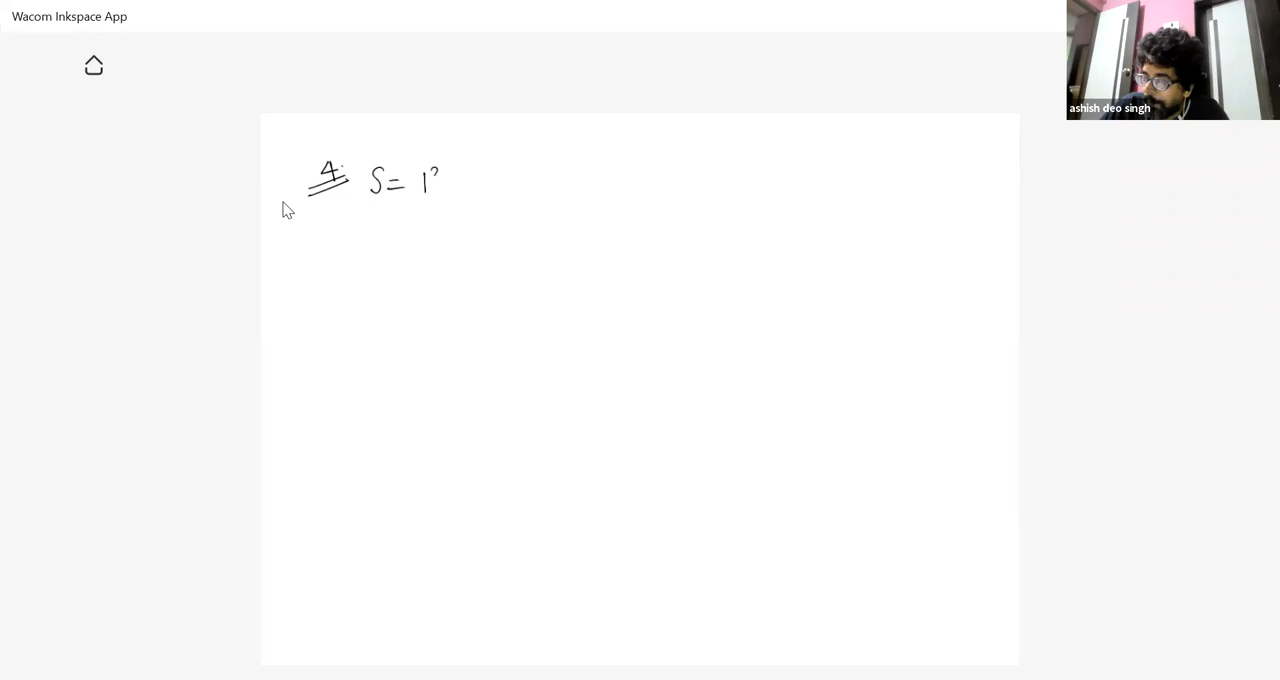 Wacom Inkspace App
ashish deo singh
4. S = 1²